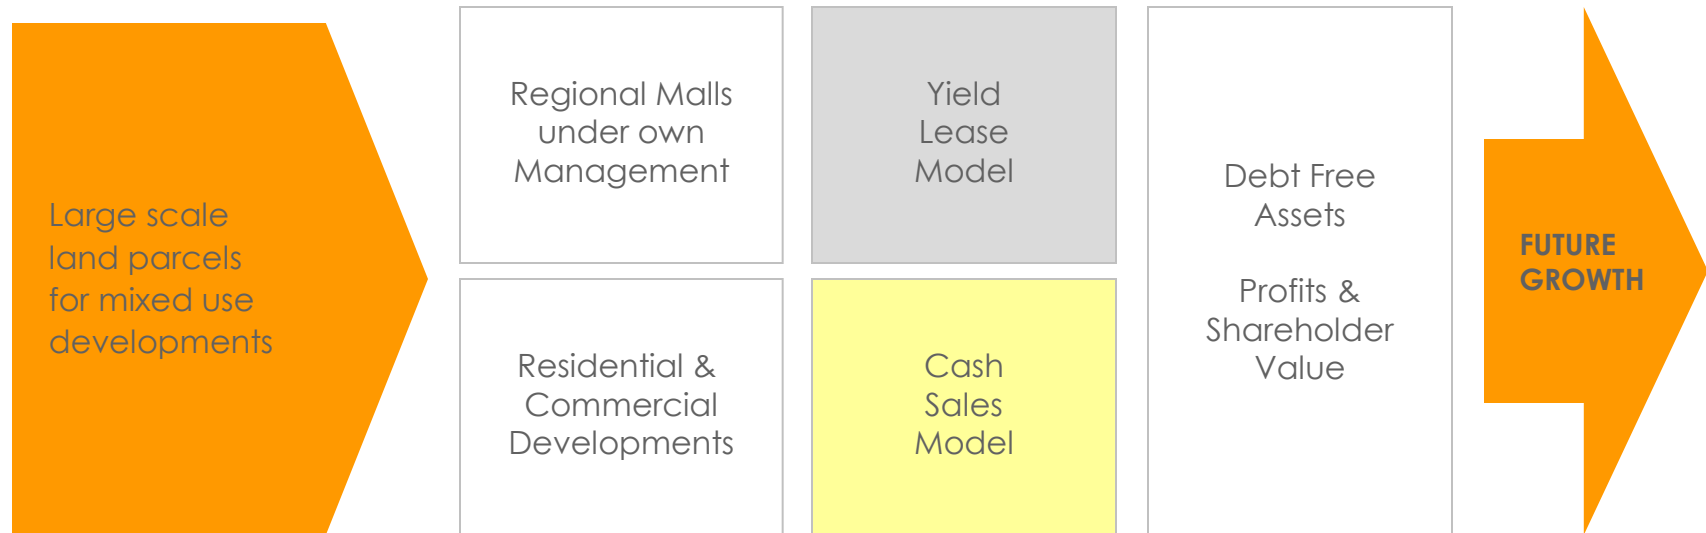 Large scale
land parcels
for mixed use
developments
Regional Malls
under own
Management
Residential &
Commercial
Developments
Yield
Lease
Model
Cash
Sales
Model
Debt Free
Assets
Profits &
Shareholder
Value
FUTURE
GROWTH